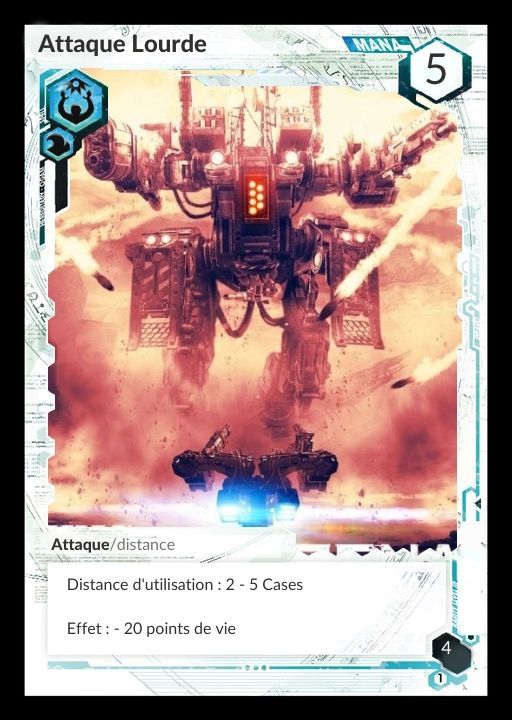 Attaque Lourde
MANA
5
Attaque/distance
Distance d'utilisation : 2 - 5 Cases
Effet : - 20 points de vie
4
1